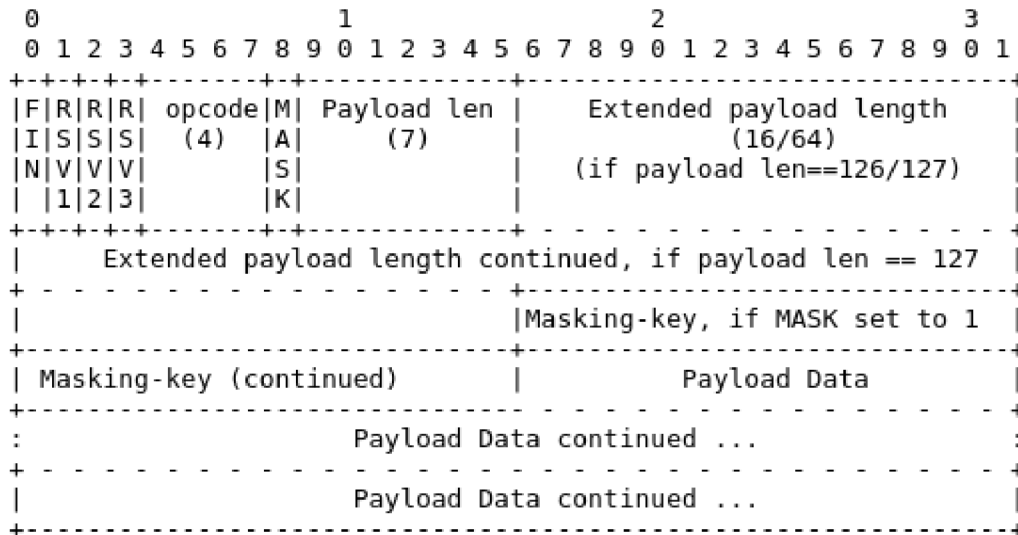 0                   1                   2                   3
 0 1 2 3 4 5 6 7 8 9 0 1 2 3 4 5 6 7 8 9 0 1 2 3 4 5 6 7 8 9 0 1
+-+-+-+-+-------+-+-------------+-------------------------------+
|F|R|R|R| opcode|M| Payload len |    Extended payload length    |
|I|S|S|S|  (4)  |A|     (7)     |             (16/64)           |
|N|V|V|V|       |S|             |   (if payload len==126/127)   |
| |1|2|3|       |K|             |                               |
+-+-+-+-+-------+-+-------------+ - - - - - - - - - - - - - - - +
|     Extended payload length continued, if payload len == 127  |
+ - - - - - - - - - - - - - - - +-------------------------------+
|                               |Masking-key, if MASK set to 1  |
+-------------------------------+-------------------------------+
| Masking-key (continued)       |          Payload Data         |
+-------------------------------- - - - - - - - - - - - - - - - +
:                     Payload Data continued ...                :
+ - - - - - - - - - - - - - - - - - - - - - - - - - - - - - - - +
|                     Payload Data continued ...                |
+---------------------------------------------------------------+